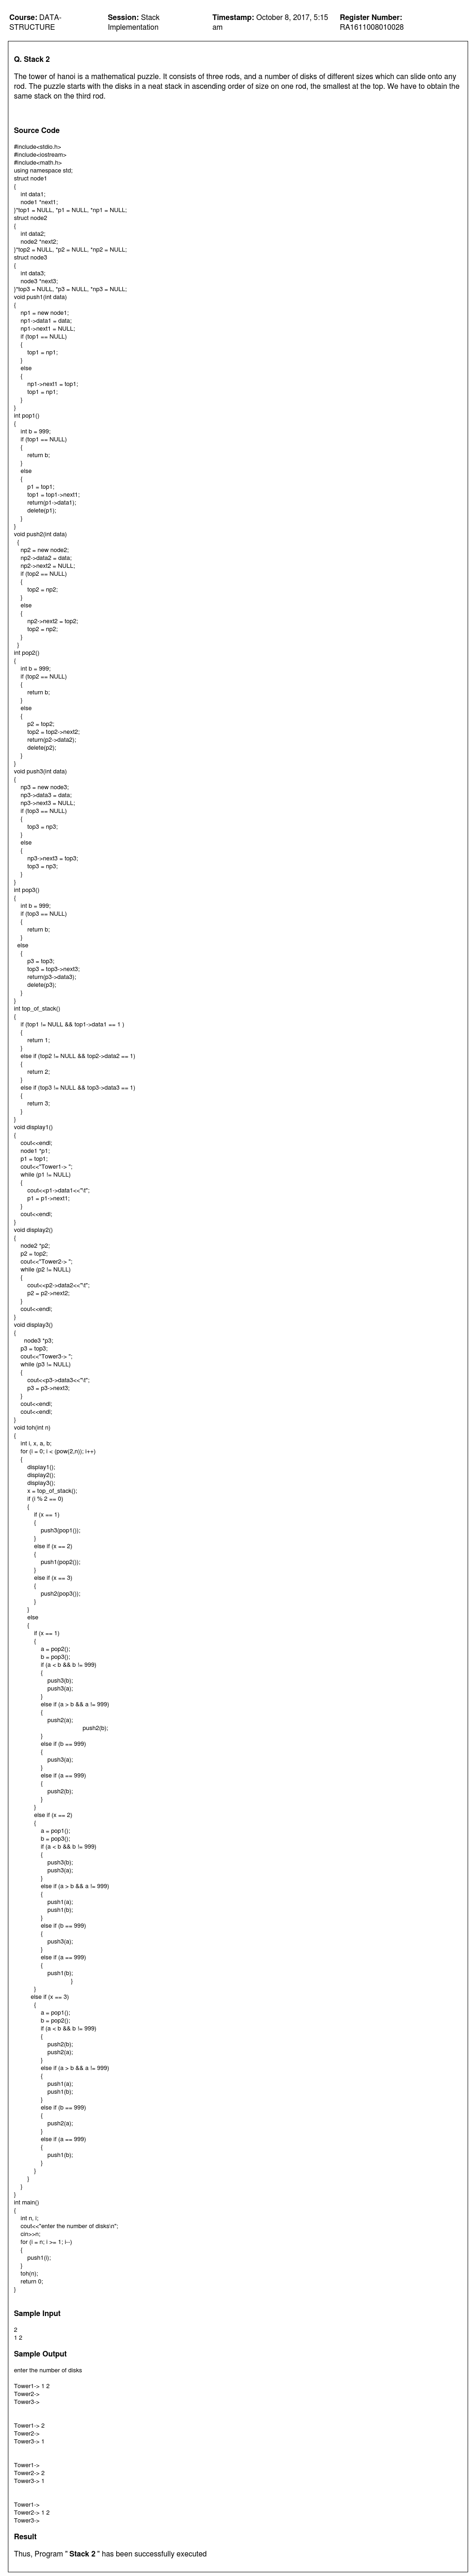 Course: DATA-STRUCTURE
Session: Stack Implementation
Timestamp: October 8, 2017, 5:15 am
Register Number: RA1611008010028
Q. Stack 2
The tower of hanoi is a mathematical puzzle. It consists of three rods, and a number of disks of different sizes which can slide onto any
rod. The puzzle starts with the disks in a neat stack in ascending order of size on one rod, the smallest at the top. We have to obtain the
same stack on the third rod.
Source Code
#include<stdio.h>
#include<iostream>
#include<math.h>
using namespace std;
struct node1
{
int data1;
node1 *next1;
}*top1 = NULL, *p1 = NULL, *np1 = NULL;
struct node2
{
int data2;
node2 *next2;
}*top2 = NULL, *p2 = NULL, *np2 = NULL;
struct node3
{
int data3;
node3 *next3;
}*top3 = NULL, *p3 = NULL, *np3 = NULL;
void push1(int data)
{
np1 = new node1;
np1->data1 = data;
np1->next1 = NULL;
if (top1 == NULL)
{
top1 = np1;
}
else
{
np1->next1 = top1;
top1 = np1;
}
}
int pop1()
{
int b = 999;
if (top1 == NULL)
{
return b;
}
else
{
p1 = top1;
top1 = top1->next1;
return(p1->data1);
delete(p1);
}
}
void push2(int data)
{
np2 = new node2;
np2->data2 = data;
np2->next2 = NULL;
if (top2 == NULL)
{
top2 = np2;
}
else
{
np2->next2 = top2;
top2 = np2;
}
}
int pop2()
{
int b = 999;
if (top2 == NULL)
{
return b;
}
else
{
p2 = top2;
top2 = top2->next2;
return(p2->data2);
delete(p2);
}
}
void push3(int data)
{
np3 = new node3;
np3->data3 = data;
np3->next3 = NULL;
if (top3 == NULL)
{
top3 = np3;
}
else
{
np3->next3 = top3;
top3 = np3;
}
}
int pop3()
{
int b = 999;
if (top3 == NULL)
{
return b;
}
else
{
p3 = top3;
top3 = top3->next3;
return(p3->data3);
delete(p3);
}
}
int top_of_stack()
{
if (top1 != NULL && top1->data1 == 1 )
{
return 1;
}
else if (top2 != NULL && top2->data2 == 1)
{
return 2;
}
else if (top3 != NULL && top3->data3 == 1)
{
return 3;
}
}
void display1()
{
cout<<endl;
node1 *p1;
p1 = top1;
cout<<"Tower1-> ";
while (p1 != NULL)
{
cout<<p1->data1<<"\t";
p1 = p1->next1;
}
cout<<endl;
}
void display2()
{
node2 *p2;
p2 = top2;
cout<<"Tower2-> ";
while (p2 != NULL)
{
cout<<p2->data2<<"\t";
p2 = p2->next2;
}
cout<<endl;
}
void display3()
{
node3 *p3;
p3 = top3;
cout<<"Tower3-> ";
while (p3 != NULL)
{
cout<<p3->data3<<"\t";
p3 = p3->next3;
}
cout<<endl;
cout<<endl;
}
void toh(int n)
{
int i, x, a, b;
for (i = 0; i < (pow(2,n)); i++)
{
display1();
display2();
display3();
x = top_of_stack();
if (i % 2 == 0)
{
if (x == 1)
{
push3(pop1());
}
else if (x == 2)
{
push1(pop2());
}
else if (x == 3)
{
push2(pop3());
}
}
else
{
if (x == 1)
{
a = pop2();
b = pop3();
if (a < b && b != 999)
{
push3(b);
push3(a);
}
else if (a > b && a != 999)
{
push2(a);
push2(b);
}
else if (b == 999)
{
push3(a);
}
else if (a == 999)
{
push2(b);
}
}
else if (x == 2)
{
a = pop1();
b = pop3();
if (a < b && b != 999)
{
push3(b);
push3(a);
}
else if (a > b && a != 999)
{
push1(a);
push1(b);
}
else if (b == 999)
{
push3(a);
}
else if (a == 999)
{
push1(b);
}
}
else if (x == 3)
{
a = pop1();
b = pop2();
if (a < b && b != 999)
{
push2(b);
push2(a);
}
else if (a > b && a != 999)
{
push1(a);
push1(b);
}
else if (b == 999)
{
push2(a);
}
else if (a == 999)
{
push1(b);
}
}
}
}
}
int main()
{
int n, i;
cout<<"enter the number of disks\n";
cin>>n;
for (i = n; i >= 1; i--)
{
push1(i);
}
toh(n);
return 0;
}
Sample Input
2
1 2
Sample Output
enter the number of disks
Tower1-> 1 2
Tower2->
Tower3->
Tower1-> 2
Tower2->
Tower3-> 1
Tower1->
Tower2-> 2
Tower3-> 1
Tower1->
Tower2-> 1 2
Tower3->
Result
Thus, Program " Stack 2 " has been successfully executed